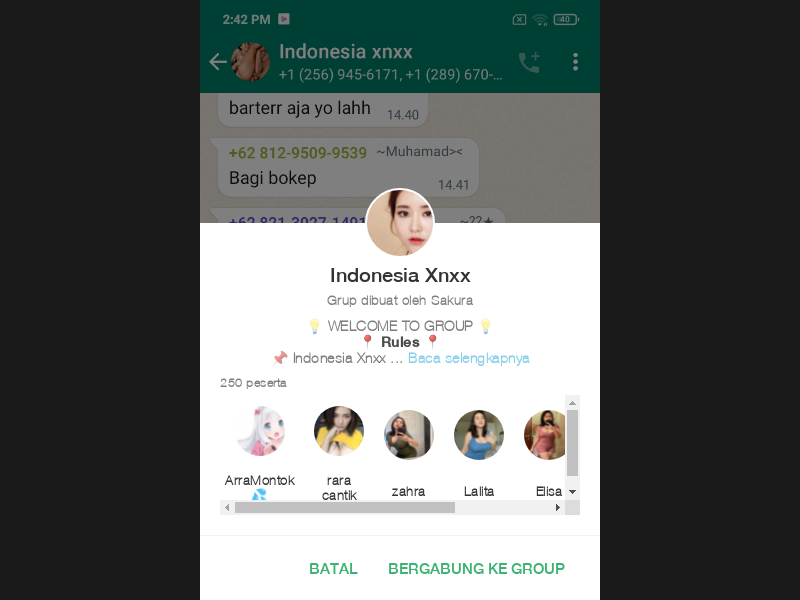 2:42 PM
40
Indonesia xnxx
+1 (256) 945-6171, +1 (289) 670-...
barterr aja yo lahh 14.40
+62 812-9509-9539 ~Muhamad><
Bagi bokep 14.41
+62 821-3927-1491 ~??★
Indonesia Xnxx
Grup dibuat oleh Sakura
💡 WELCOME TO GROUP 💡
📍 Rules 📍
📌 Indonesia Xnxx ... Baca selengkapnya
250 peserta
ArraMontok 💦
rara cantik
zahra
Lalita
Elisa
BATAL
BERGABUNG KE GROUP